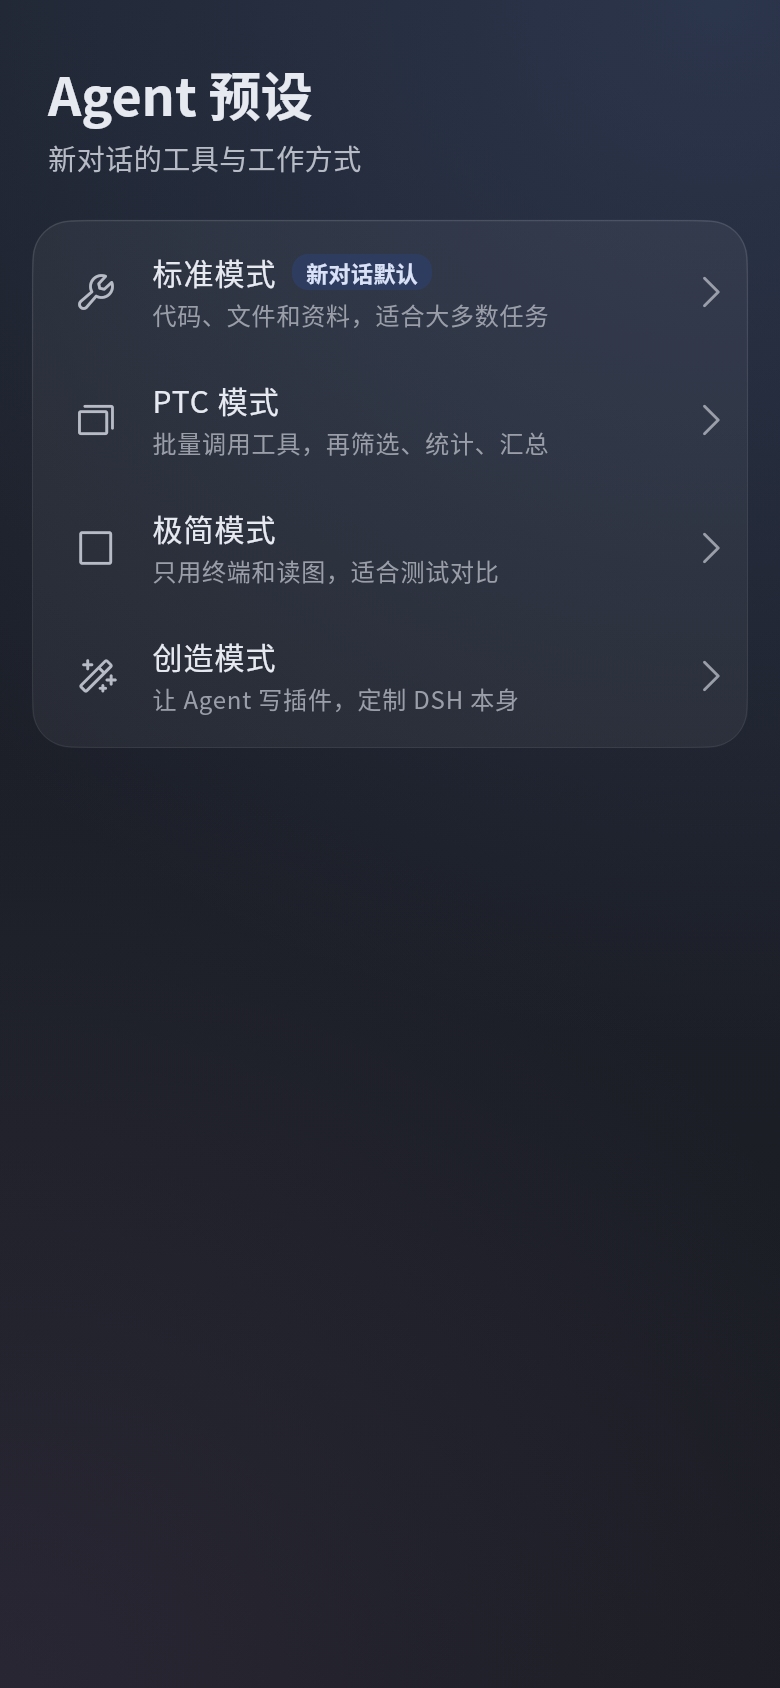 Agent 预设
新对话的工具与工作方式
标准模式 新对话默认
代码、文件和资料，适合大多数任务
PTC 模式
批量调用工具，再筛选、统计、汇总
极简模式
只用终端和读图，适合测试对比
创造模式
让 Agent 写插件，定制 DSH 本身